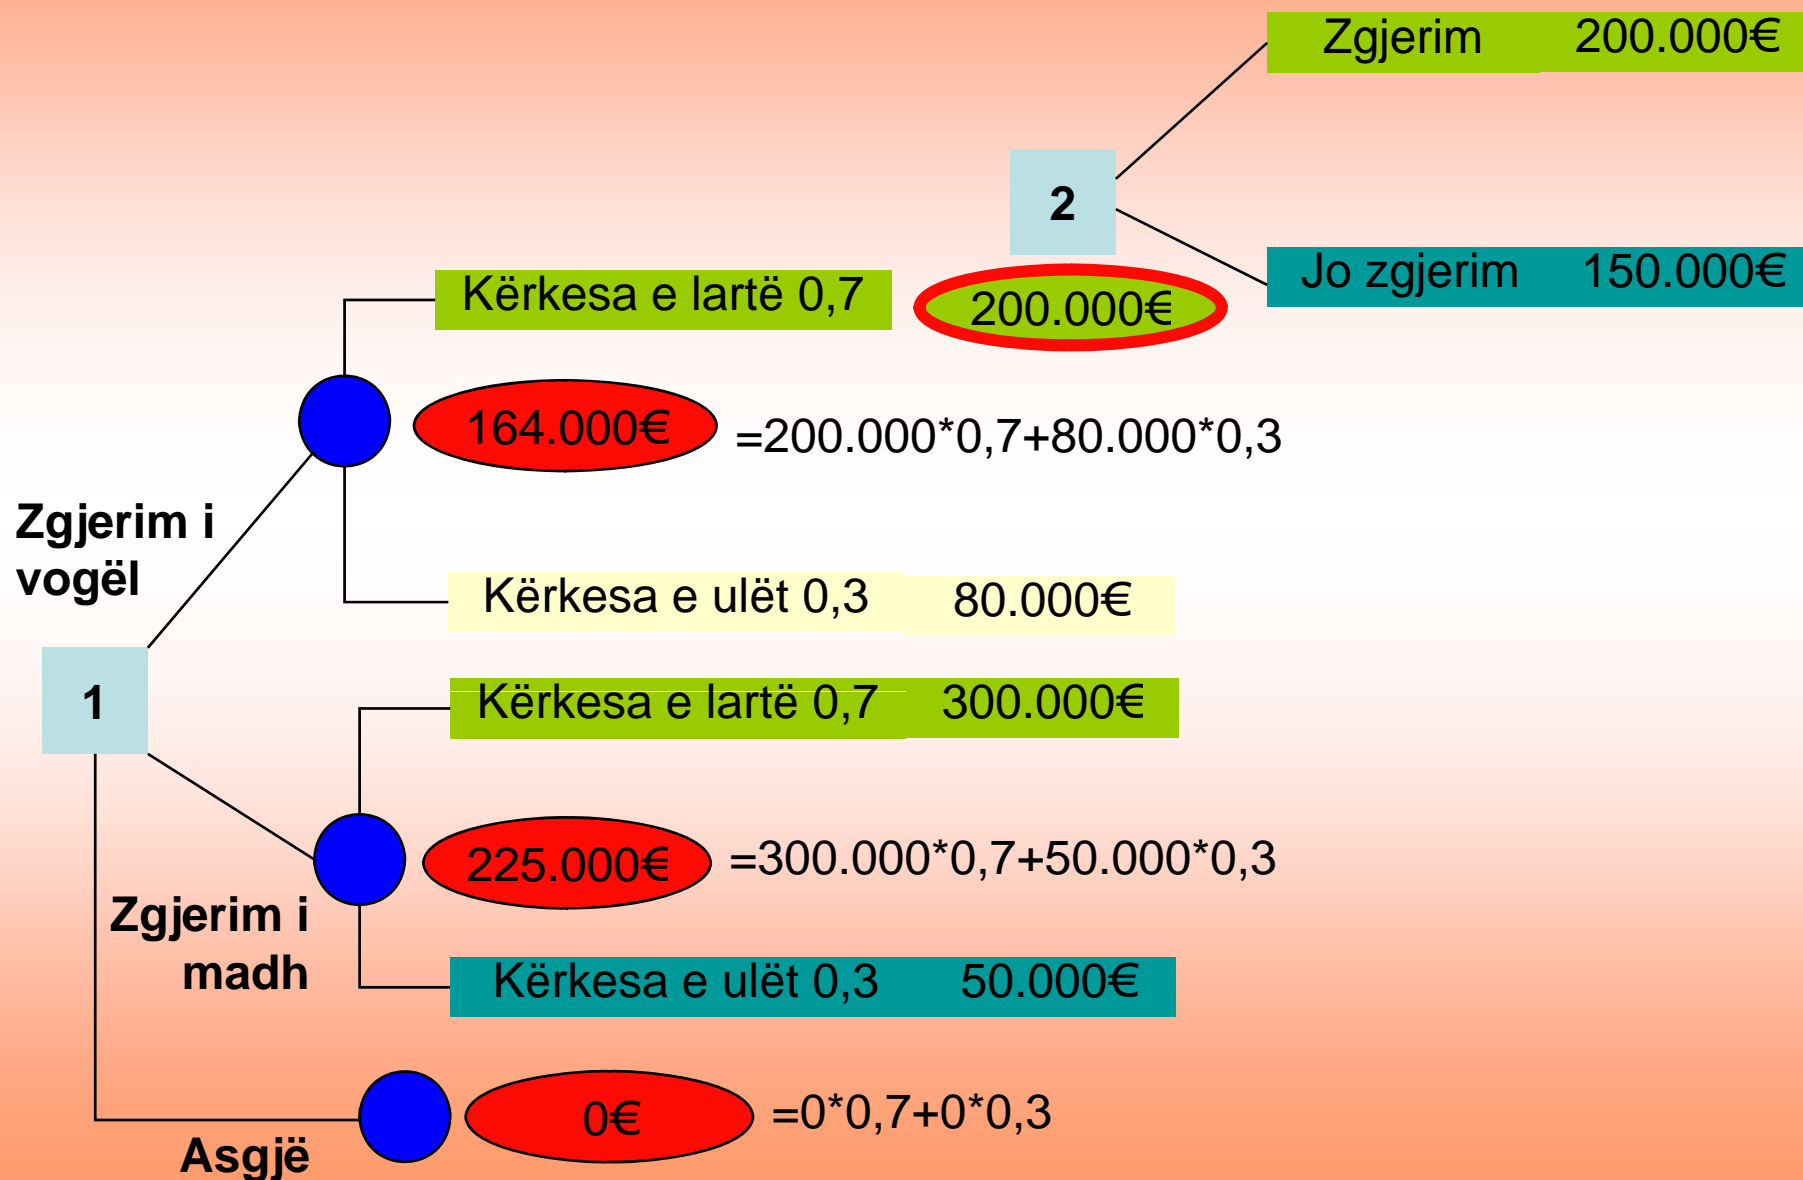 Zgjerim 200.000€
2
Jo zgjerim 150.000€
Kërkesa e lartë 0,7 200.000€
164.000€ =200.000*0,7+80.000*0,3
Zgjerim i
vogël
Kërkesa e ulët 0,3 80.000€
1
Kërkesa e lartë 0,7 300.000€
225.000€ =300.000*0,7+50.000*0,3
Zgjerim i
madh
Kërkesa e ulët 0,3 50.000€
0€ =0*0,7+0*0,3
Asgjë